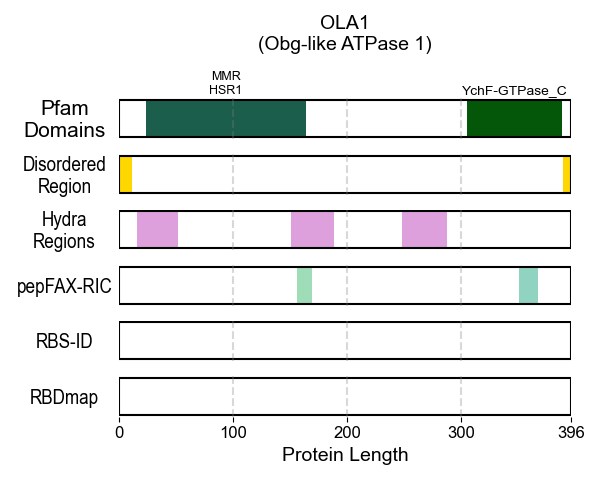 OLA1
(Obg-like ATPase 1)
MMR
HSR1
YchF-GTPase_C
Pfam
Domains
Disordered
Region
Hydra
Regions
pepFAX-RIC
RBS-ID
RBDmap
0 100 200 300 396
Protein Length